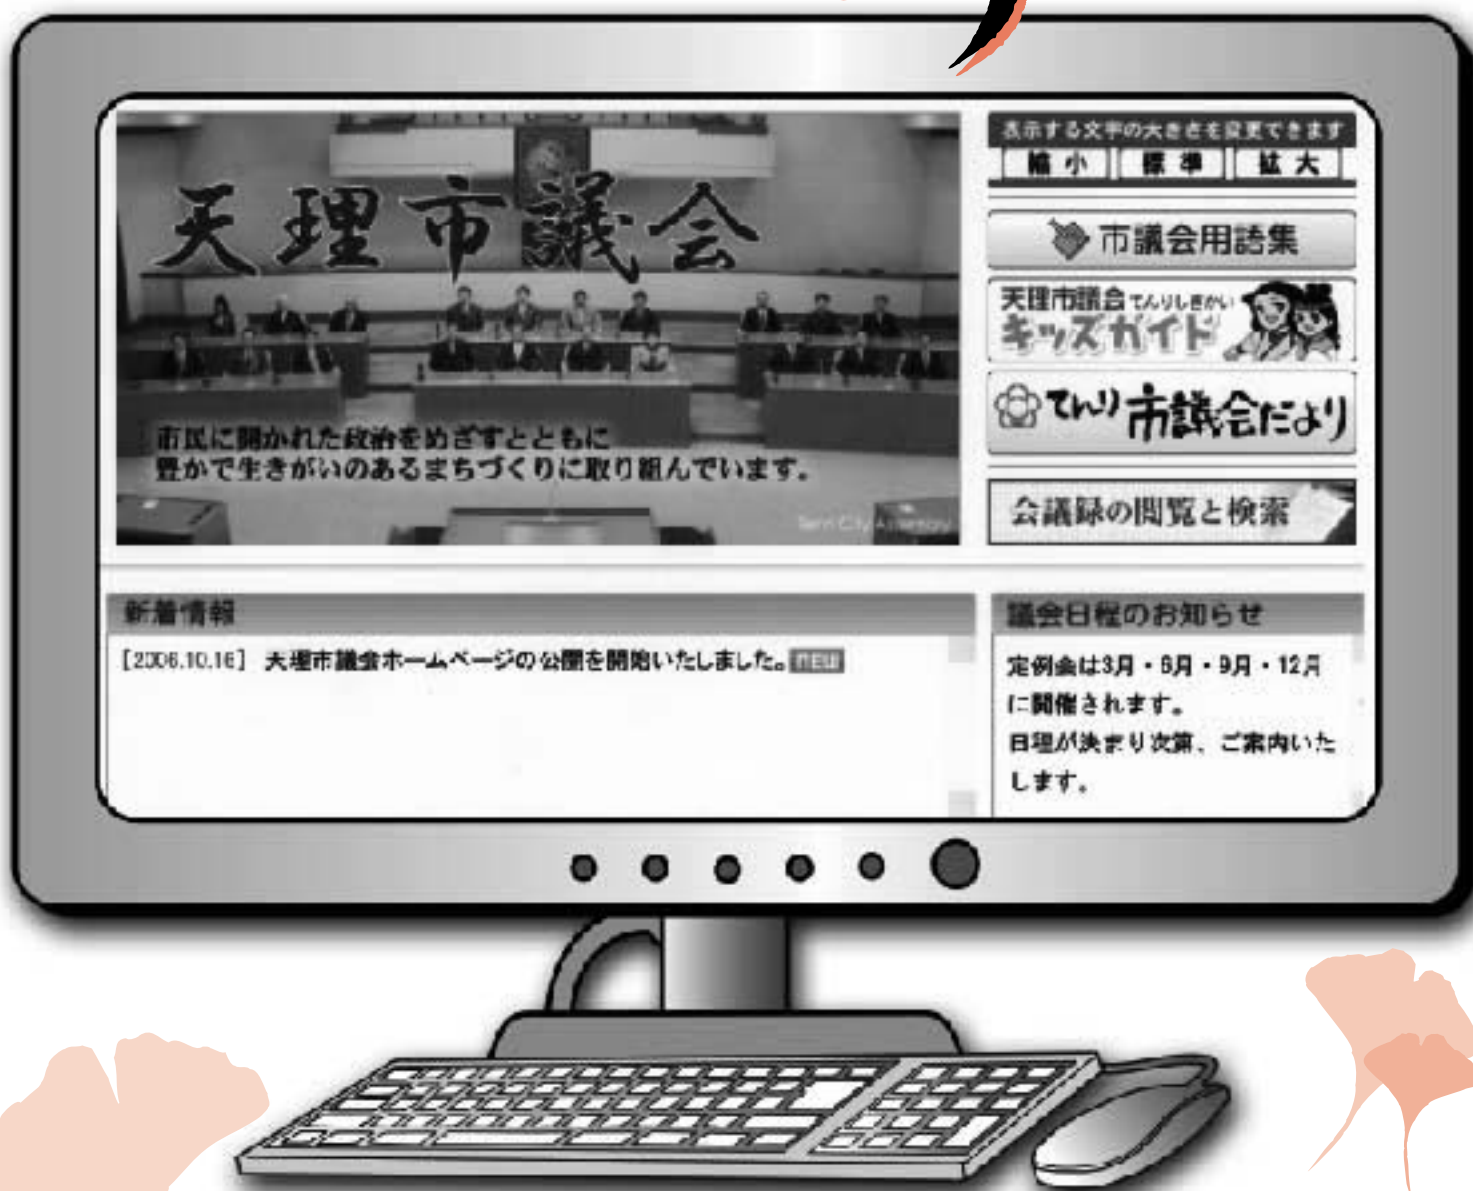 天理市議会
市民に開かれた政治をめざすとともに
豊かで生きがいのあるまちづくりに取り組んでいます。
Tenri City Assembly
表示する文字の大きさを変更できます
縮小 標準 拡大
市議会用語集
天理市議会 てんりしぎかい
キッズガイド
てんり市議会だより
会議録の閲覧と検索
新着情報
[2006.10.16] 天理市議会ホームページの公開を開始いたしました。 NEW
議会日程のお知らせ
定例会は3月・6月・9月・12月
に開催されます。
日程が決まり次第、ご案内いた
します。